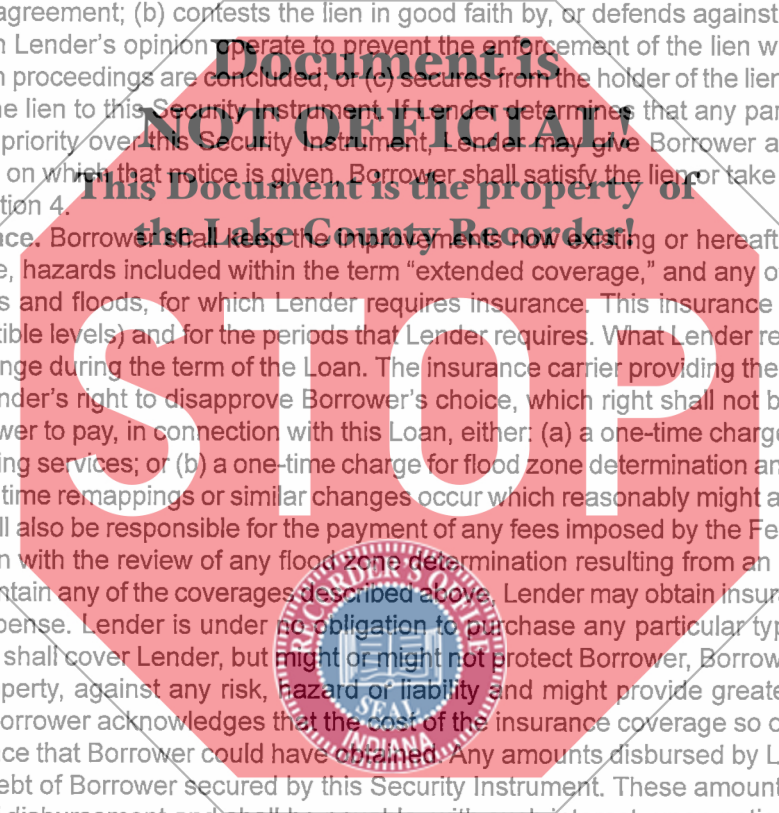 agreement; (b) contests the lien in good faith by, or defends against
Lender's opinion operate to prevent the enforcement of the lien w
Document is
proceedings are concluded; or (c) secures from the holder of the lien
e lien to this Security Instrument. If Lender determines that any par
NOT OFFICIAL!
priority over this Security Instrument, Lender may give Borrower a
on which that notice is given, Borrower shall satisfy the lien or take
This Document is the property of
tion 4.
the Lake County Recorder!
ce. Borrower shall keep the improvements now existing or hereaft
e, hazards included within the term “extended coverage,” and any o
s and floods, for which Lender requires insurance. This insurance
tible levels) and for the periods that Lender requires. What Lender re
nge during the term of the Loan. The insurance carrier providing the
nder's right to disapprove Borrower's choice, which right shall not b
STOP
wer to pay, in connection with this Loan, either: (a) a one-time charge
ing services; or (b) a one-time charge for flood zone determination an
time remappings or similar changes occur which reasonably might a
ll also be responsible for the payment of any fees imposed by the Fe
n with the review of any flood zone determination resulting from an
RECORDER'S OFFICE
ntain any of the coverages described above, Lender may obtain insur
pense. Lender is under no obligation to purchase any particular typ
shall cover Lender, but might or might not protect Borrower, Borrow
perty, against any risk, hazard or liability and might provide greate
SEAL
orrower acknowledges that the cost of the insurance coverage so o
INDIANA
ce that Borrower could have obtained. Any amounts disbursed by L
ebt of Borrower secured by this Security Instrument. These amount